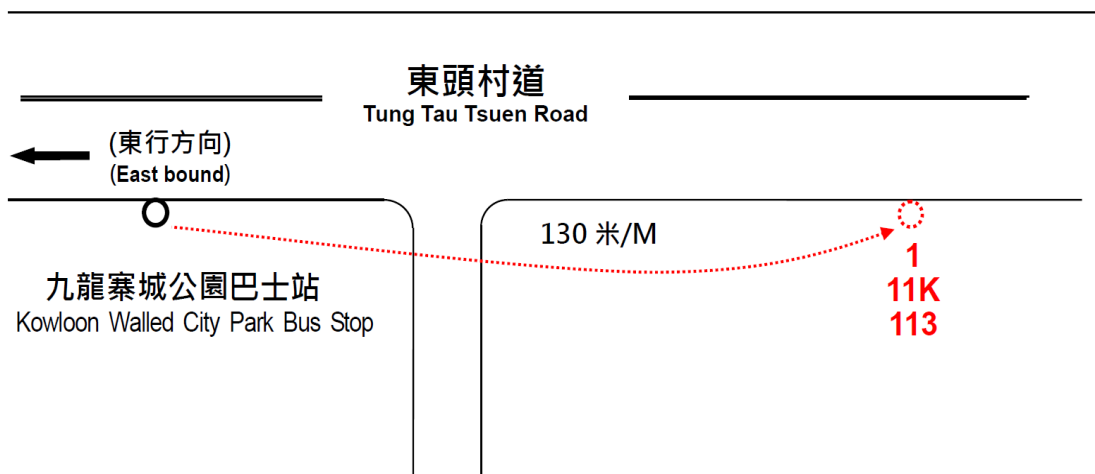 東頭村道
Tung Tau Tsuen Road
(東行方向)
(East bound)
130 米/M
九龍寨城公園巴士站
Kowloon Walled City Park Bus Stop
1
11K
113